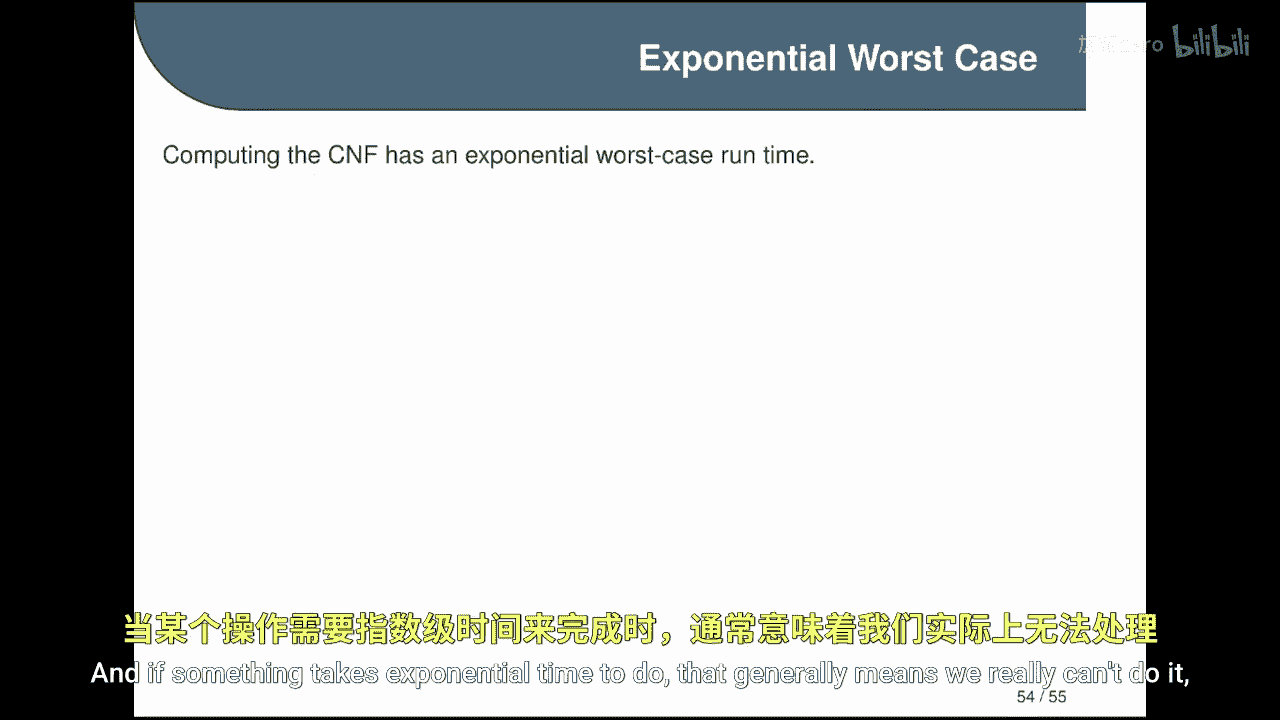 Exponential Worst Case
bilibili
Computing the CNF has an exponential worst-case run time.
当某个操作需要指数级时间来完成时，通常意味着我们实际上无法处理
And if something takes exponential time to do, that generally means we really can't do it,
54 / 55